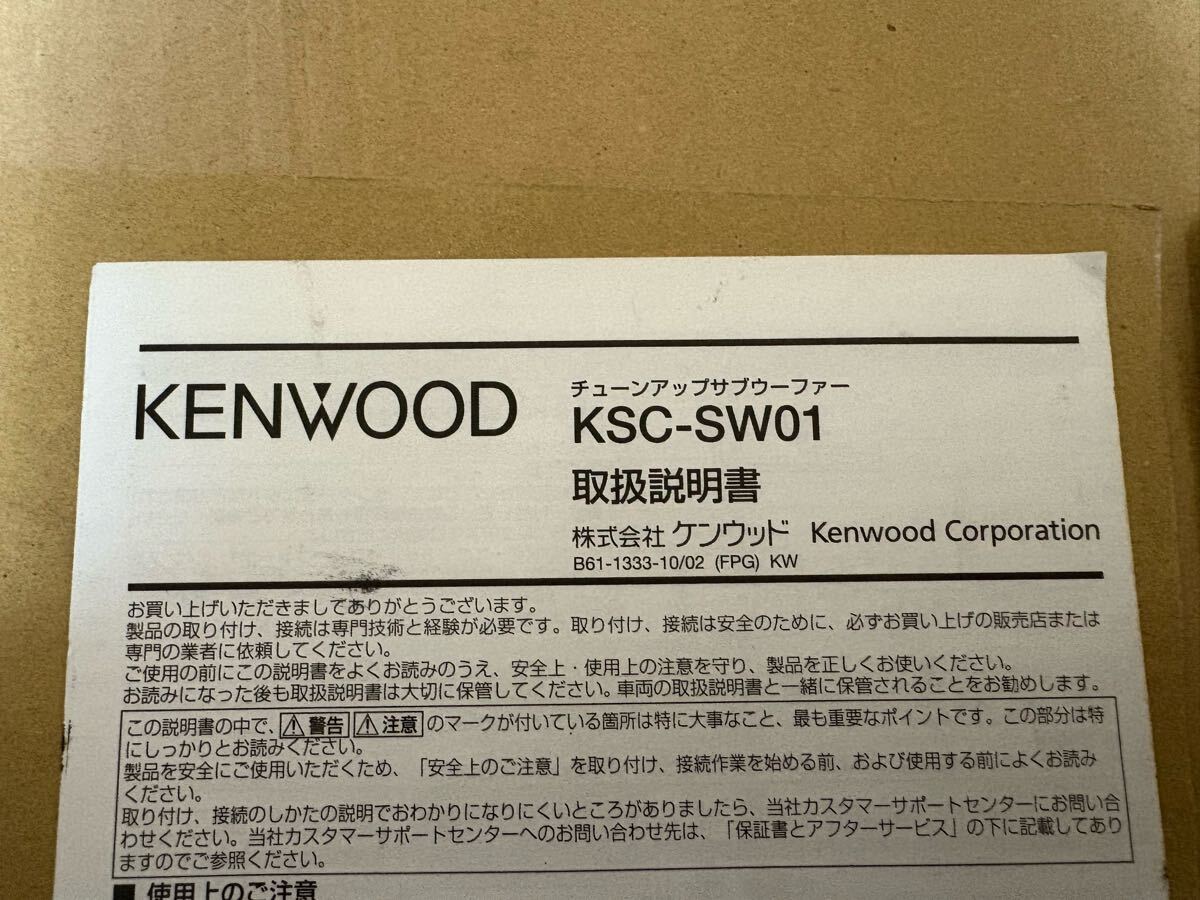 KENWOOD
チューンアップサブウーファー
KSC-SW01
取扱説明書
株式会社 ケンウッド Kenwood Corporation
B61-1333-10/02 (FPG) KW
お買い上げいただきましてありがとうございます。
製品の取り付け、接続は専門技術と経験が必要です。取り付け、接続は安全のために、必ずお買い上げの販売店または
専門の業者に依頼してください。
ご使用の前にこの説明書をよくお読みのうえ、安全上・使用上の注意を守り、製品を正しくお使いください。
お読みになった後も取扱説明書は大切に保管してください。車両の取扱説明書と一緒に保管されることをお勧めします。
この説明書の中で、⚠警告 ⚠注意 のマークが付いている箇所は特に大事なこと、最も重要なポイントです。この部分は特
にしっかりとお読みください。
製品を安全にご使用いただくため、「安全上のご注意」を取り付け、接続作業を始める前、および使用する前によくお読み
ください。
取り付け、接続のしかたの説明でおわかりになりにくいところがありましたら、当社カスタマーサポートセンターにお問い合
わせください。当社カスタマーサポートセンターへのお問い合わせ先は、「保証書とアフターサービス」の下に記載してあり
ますのでご参照ください。
■ 使用上のご注意